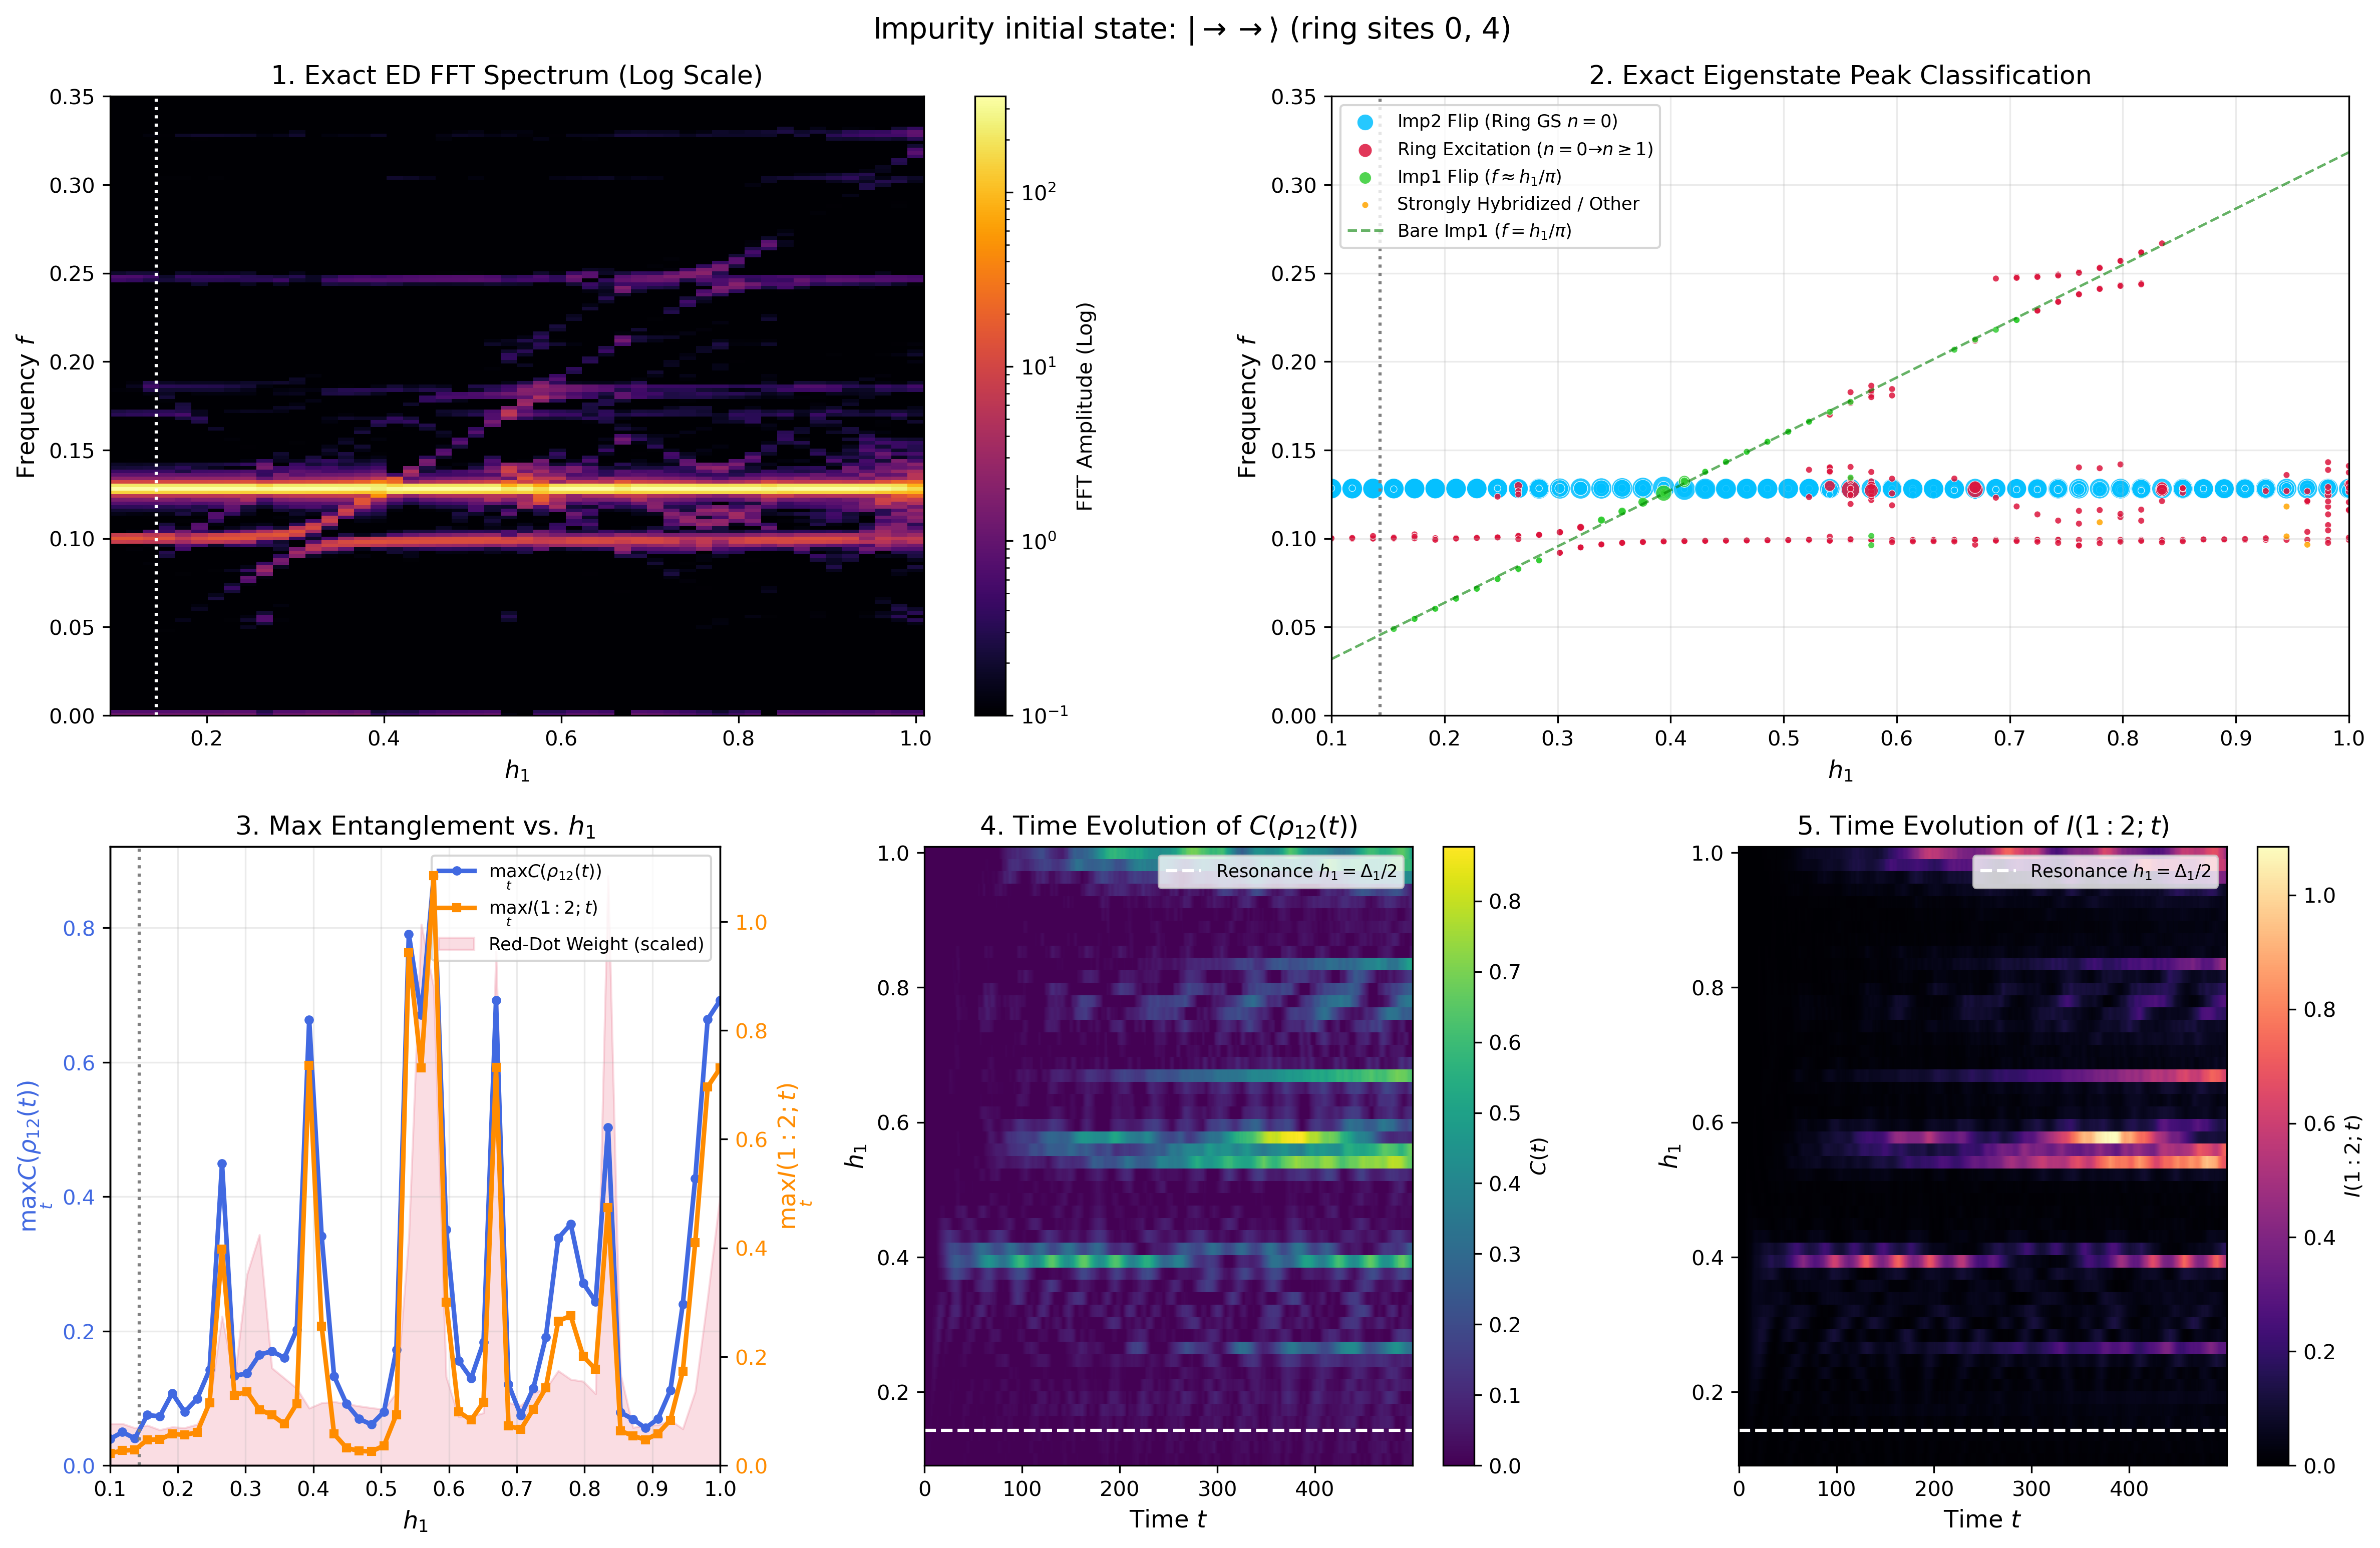 Impurity initial state: |→→⟩ (ring sites 0, 4)
1. Exact ED FFT Spectrum (Log Scale)
0.35
0.30
0.25
0.20
0.15
0.10
0.05
0.00
Frequency f
0.2
0.4
0.6
0.8
1.0
h₁
10²
10¹
10⁰
10⁻¹
FFT Amplitude (Log)
2. Exact Eigenstate Peak Classification
Imp2 Flip (Ring GS n = 0)
Ring Excitation (n = 0→n ≥ 1)
Imp1 Flip (f ≈ h₁/π)
Strongly Hybridized / Other
Bare Imp1 (f = h₁/π)
0.35
0.30
0.25
0.20
0.15
0.10
0.05
0.00
Frequency f
0.1
0.2
0.3
0.4
0.5
0.6
0.7
0.8
0.9
1.0
h₁
3. Max Entanglement vs. h₁
max C(ρ₁₂(t))
t
max I(1 : 2; t)
t
Red-Dot Weight (scaled)
0.8
0.6
0.4
0.2
0.0
max C(ρ₁₂(t))
t
0.1
0.2
0.3
0.4
0.5
0.6
0.7
0.8
0.9
1.0
h₁
1.0
0.8
0.6
0.4
0.2
0.0
max I(1 : 2; t)
t
4. Time Evolution of C(ρ₁₂(t))
Resonance h₁ = Δ₁/2
1.0
0.8
0.6
0.4
0.2
h₁
0
100
200
300
400
Time t
0.8
0.7
0.6
0.5
0.4
0.3
0.2
0.1
0.0
C(t)
5. Time Evolution of I(1 : 2; t)
Resonance h₁ = Δ₁/2
1.0
0.8
0.6
0.4
0.2
h₁
0
100
200
300
400
Time t
1.0
0.8
0.6
0.4
0.2
0.0
I(1 : 2; t)